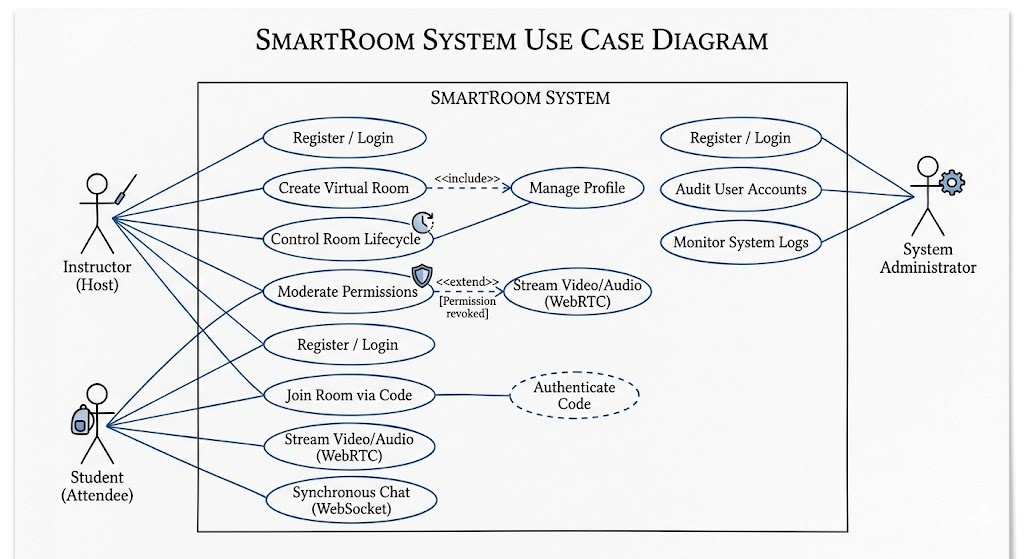 SMARTROOM SYSTEM USE CASE DIAGRAM
SMARTROOM SYSTEM
Register / Login
Create Virtual Room
<<include>>
Manage Profile
Control Room Lifecycle
Moderate Permissions
<<extend>>
[Permission
revoked]
Stream Video/Audio
(WebRTC)
Register / Login
Join Room via Code
Authenticate
Code
Stream Video/Audio
(WebRTC)
Synchronous Chat
(WebSocket)
Register / Login
Audit User Accounts
Monitor System Logs
Instructor
(Host)
Student
(Attendee)
System
Administrator